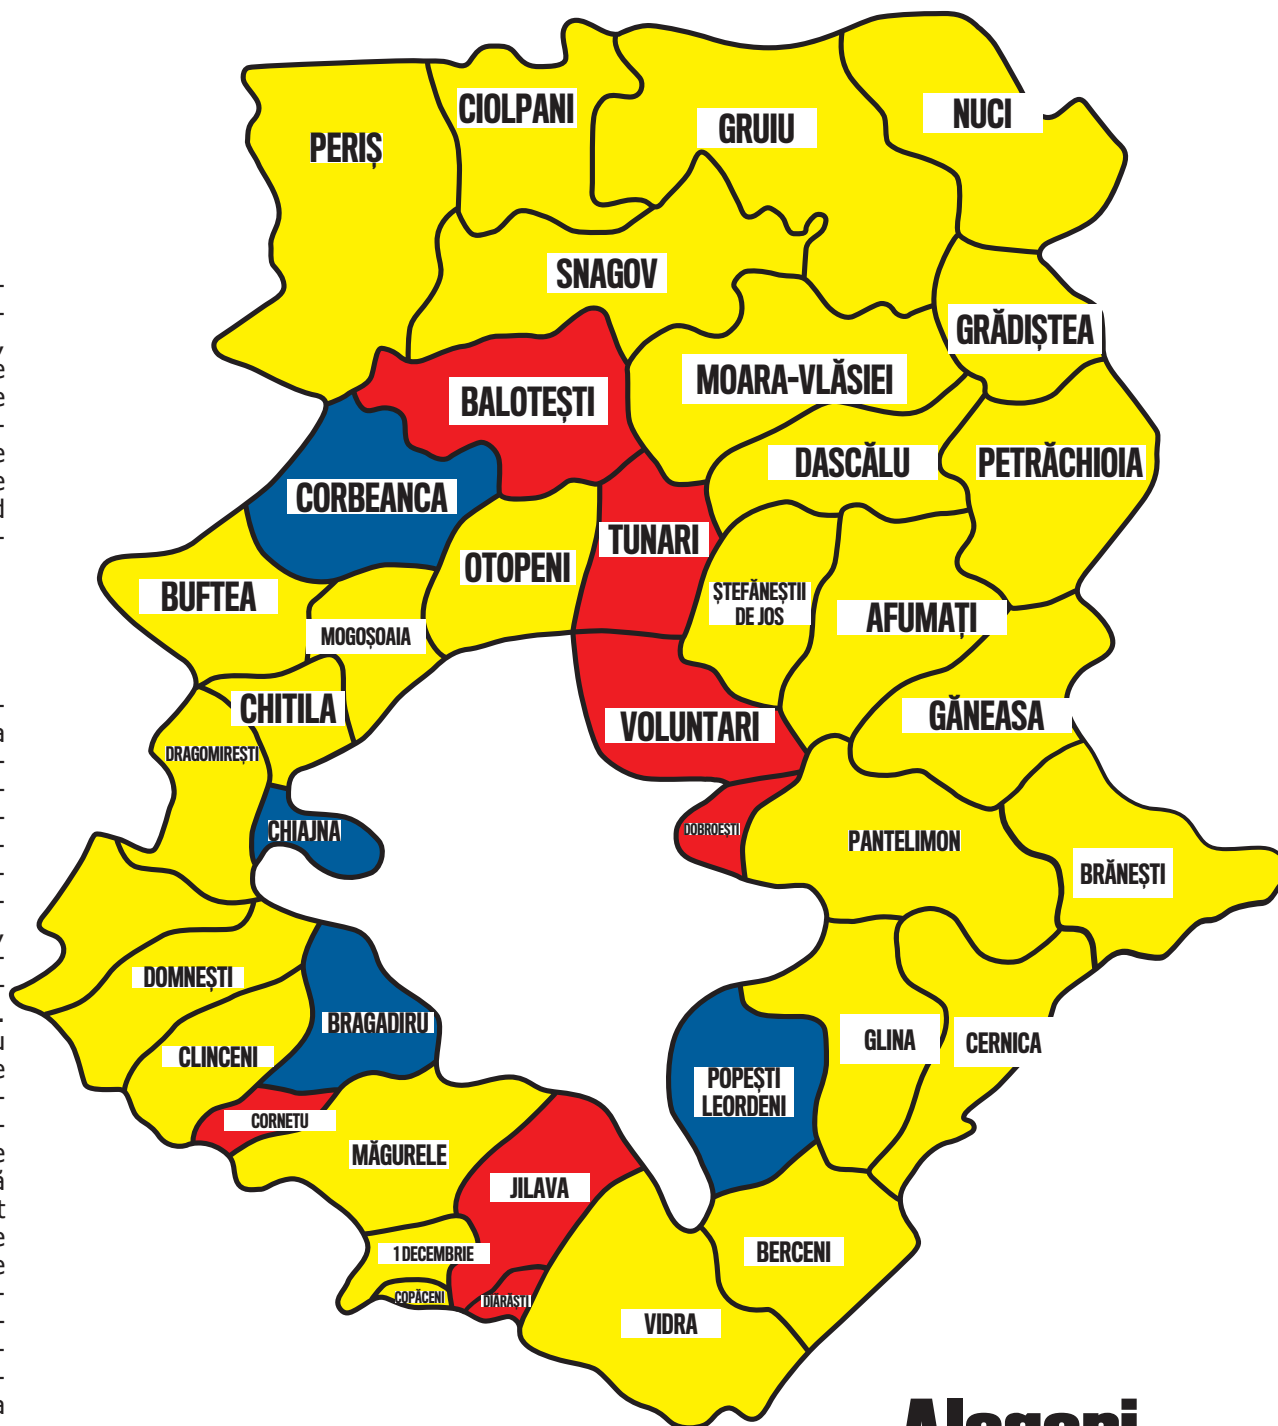 CIOLPANI
NUCI
GRUIU
PERIȘ
SNAGOV
GRĂDIȘTEA
MOARA-VLĂSIEI
BALOTEȘTI
DASCĂLU
PETRĂCHIOIA
CORBEANCA
TUNARI
OTOPENI
BUFTEA
ȘTEFĂNEȘTII
DE JOS
AFUMAȚI
MOGOȘOAIA
CHITILA
GĂNEASA
VOLUNTARI
DRAGOMIREȘTI
CHIAJNA
DOBROEȘTI
PANTELIMON
BRĂNEȘTI
DOMNEȘTI
BRAGADIRU
CLINCENI
GLINA
CERNICA
POPEȘTI
LEORDENI
CORNETU
MĂGURELE
JILAVA
1 DECEMBRIE
BERCENI
COPĂCENI
DIARĂȘTI
VIDRA
Alegeri